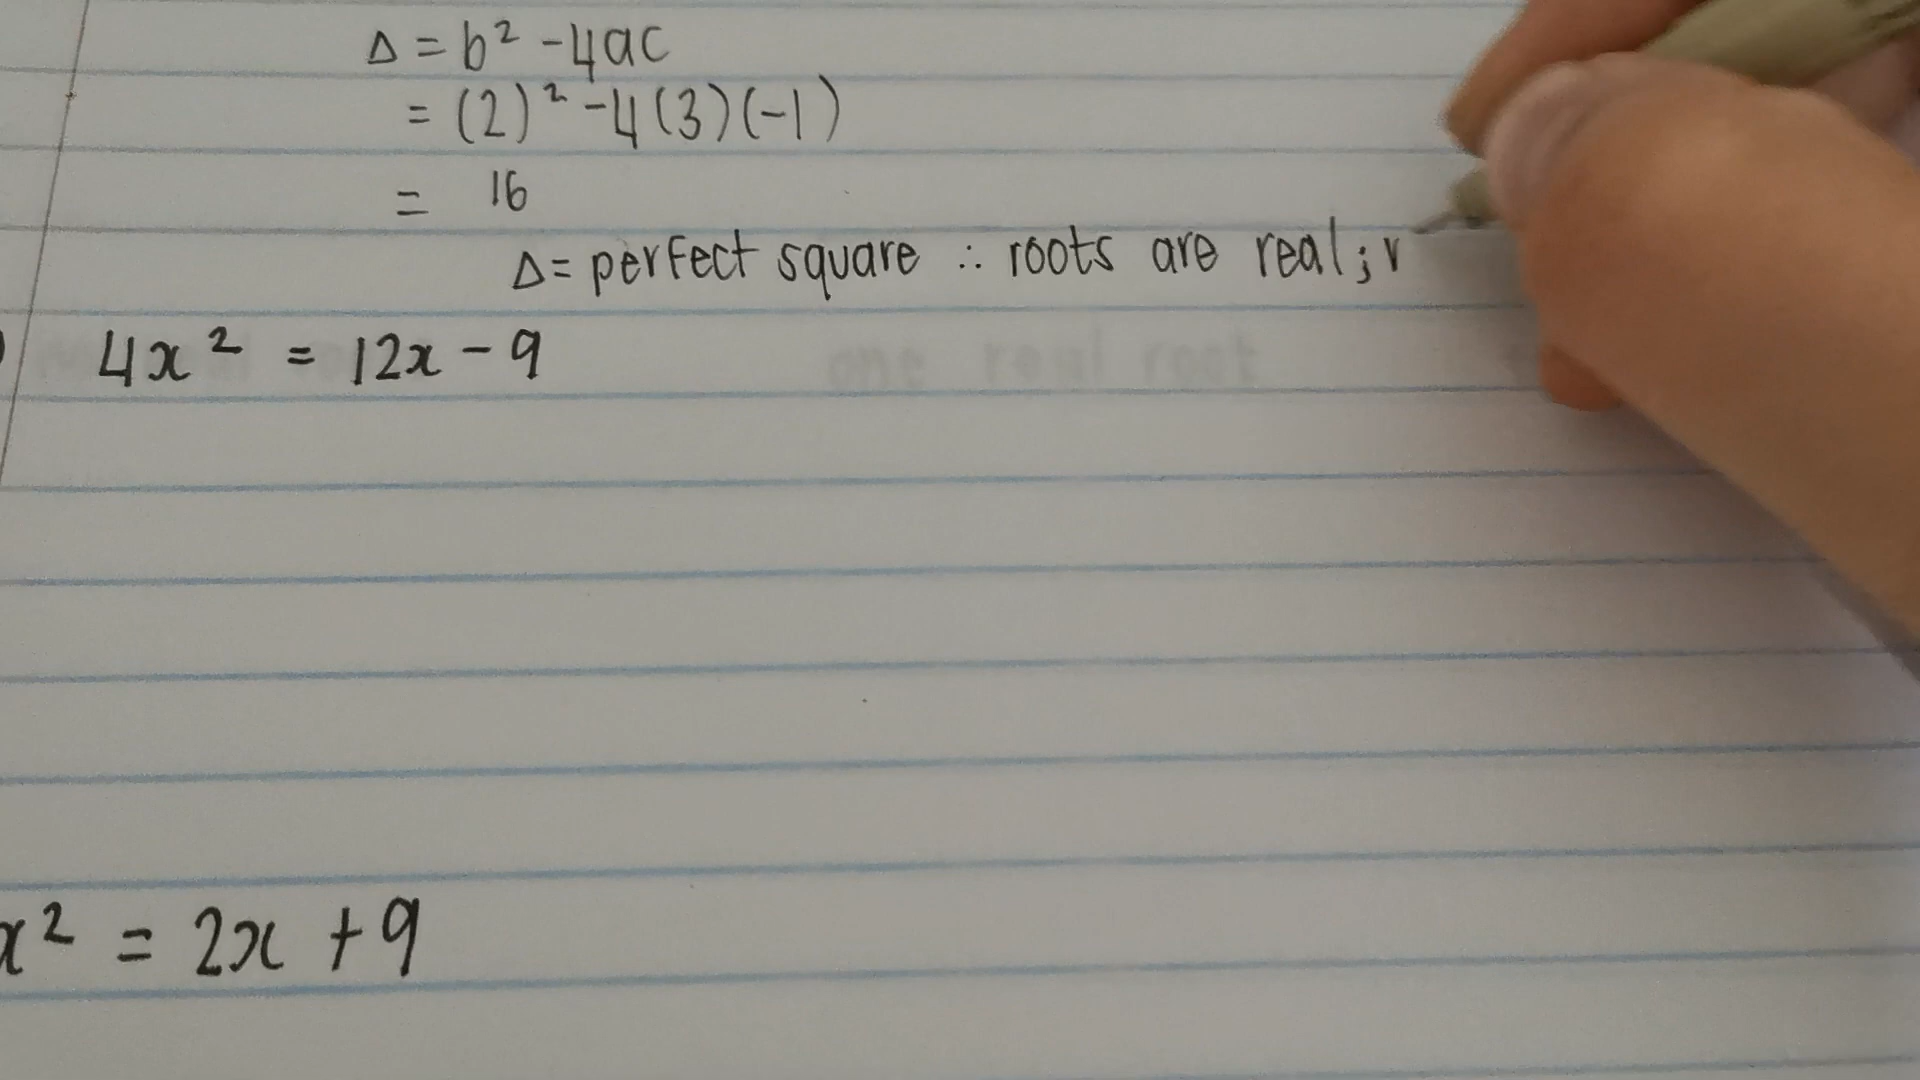 Δ = b² - 4ac
= (2)² - 4(3)(-1)
= 16
Δ = perfect square ∴ roots are real; r
4x² = 12x - 9
one real root
x² = 2x + 9